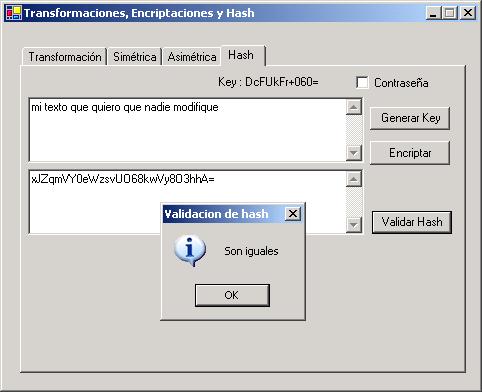 Transformaciones, Encriptaciones y Hash
Transformación Simétrica Asimétrica Hash
Key : DcFUkFr+060= Contraseña
mi texto que quiero que nadie modifique
Generar Key
Encriptar
xJZqmVY0eWzsvUO68kwVy8O3hhA=
Validar Hash
Validacion de hash
Son iguales
OK